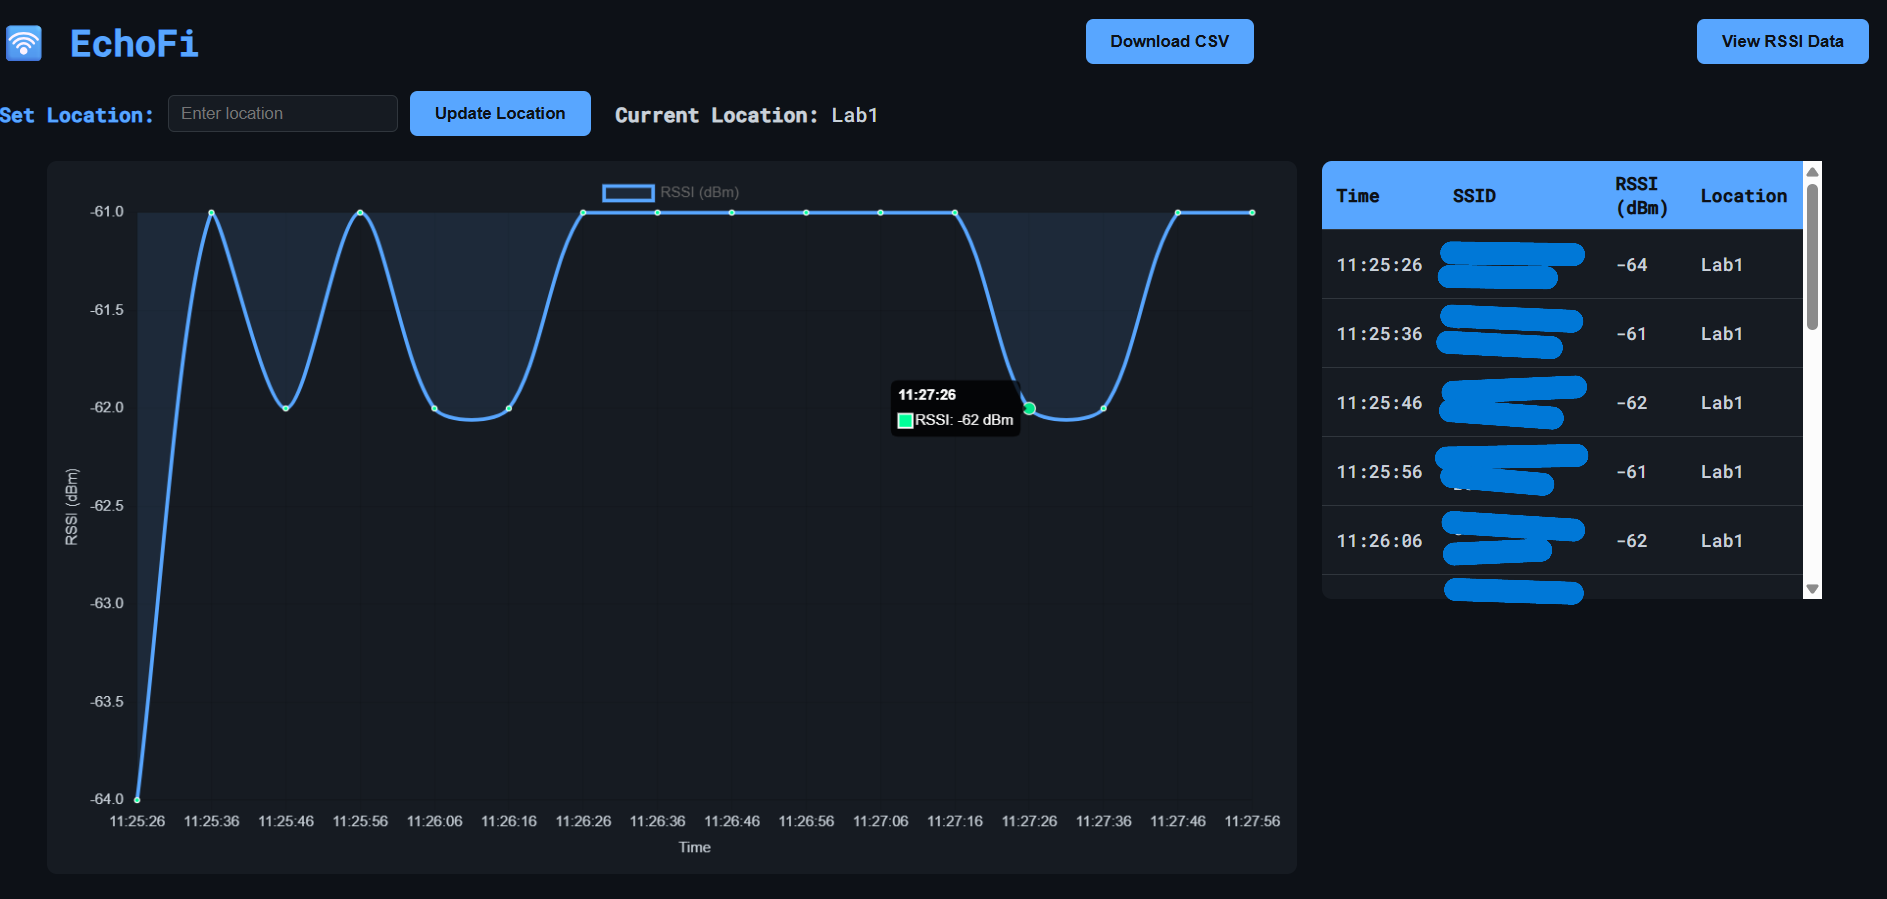 EchoFi
Download CSV
View RSSI Data
Set Location:
Enter location
Update Location
Current Location: Lab1
RSSI (dBm)
-61.0
-61.5
-62.0
-62.5
-63.0
-63.5
-64.0
RSSI (dBm)
11:27:26
RSSI: -62 dBm
11:25:26 11:25:36 11:25:46 11:25:56 11:26:06 11:26:16 11:26:26 11:26:36 11:26:46 11:26:56 11:27:06 11:27:16 11:27:26 11:27:36 11:27:46 11:27:56
Time
Time SSID RSSI (dBm) Location
11:25:26 -64 Lab1
11:25:36 -61 Lab1
11:25:46 -62 Lab1
11:25:56 -61 Lab1
11:26:06 -62 Lab1